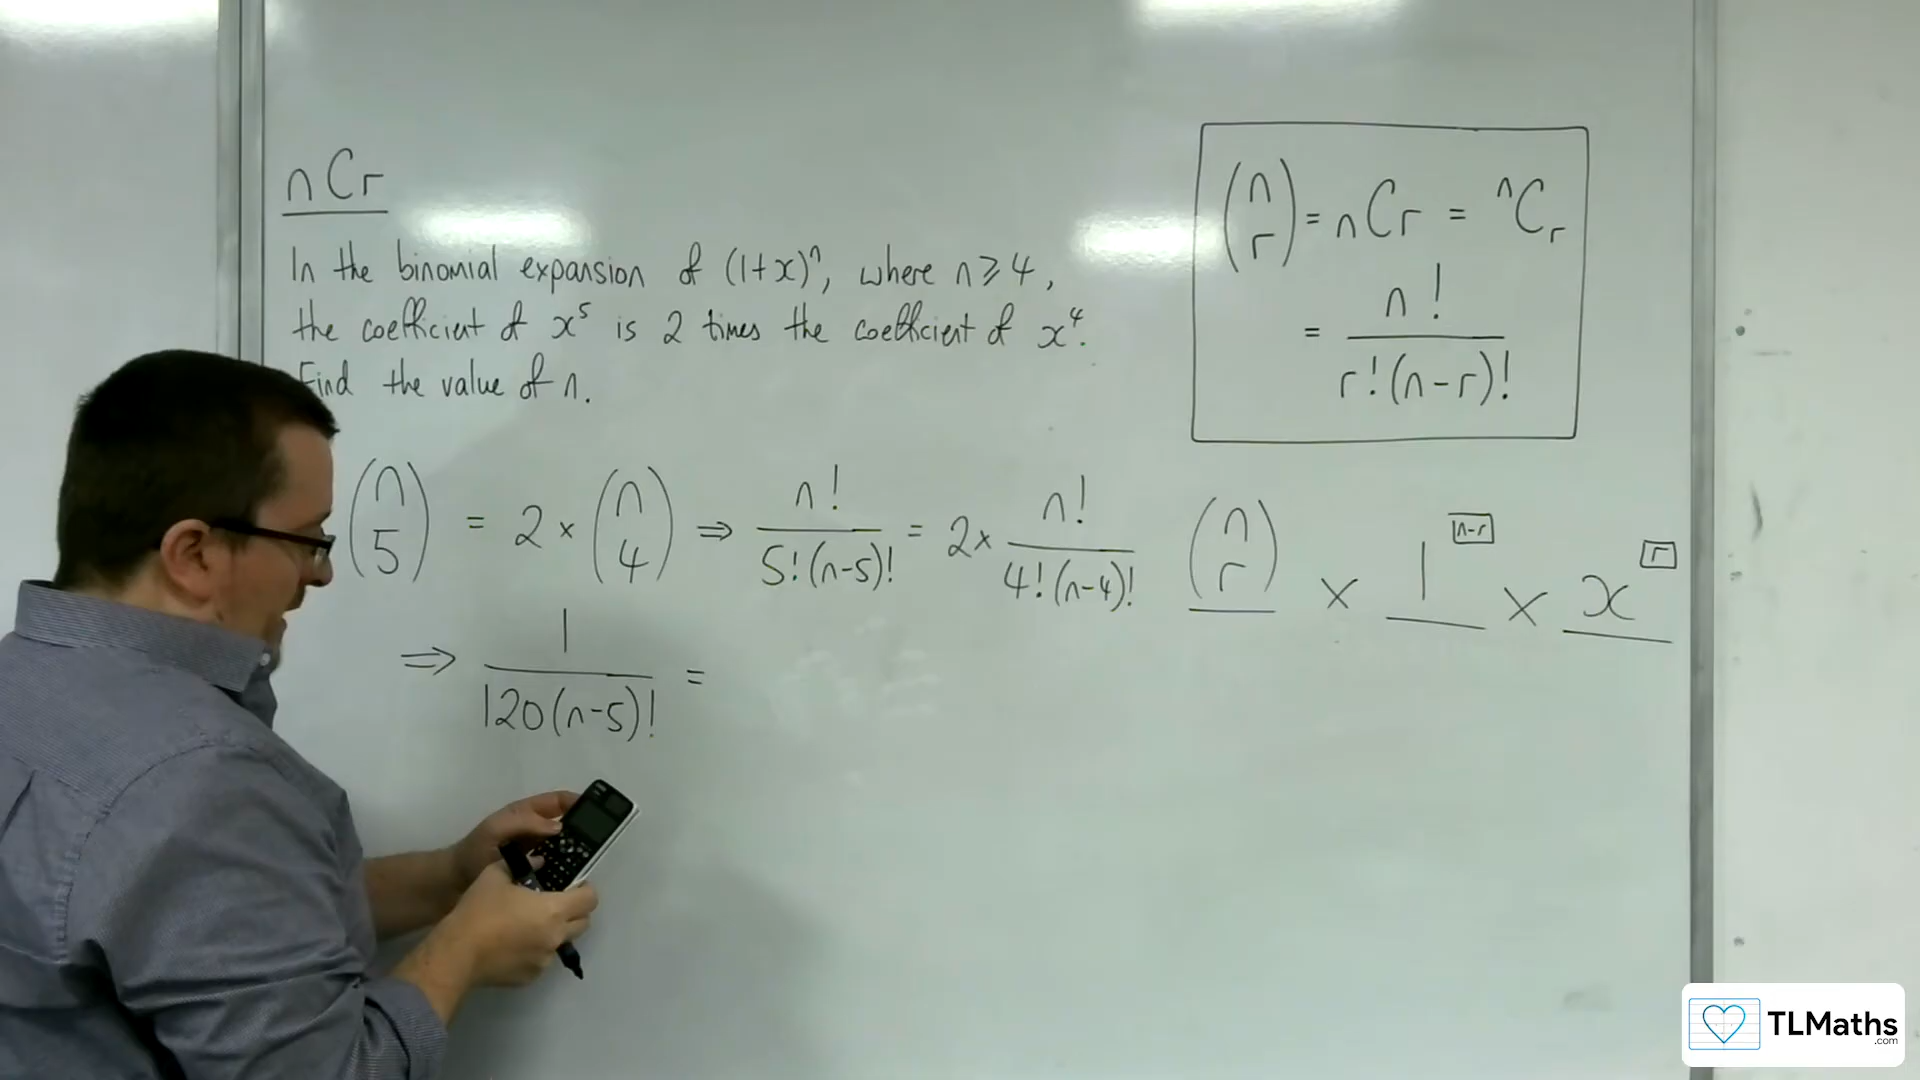 nCr
In the binomial expansion of (1+x)ⁿ, where n ⩾ 4,
the coefficient of x⁵ is 2 times the coefficient of x⁴.
Find the value of n.
(n 5) = 2 × (n 4) ⇒ n! / 5!(n-5)! = 2× n! / 4!(n-4)!
⇒ 1 / 120(n-5)! =
(n r) = nCr = ⁿCᵣ
= n! / r!(n-r)!
(n r) × 1^[n-r] × x^[r]
TLMaths
.com